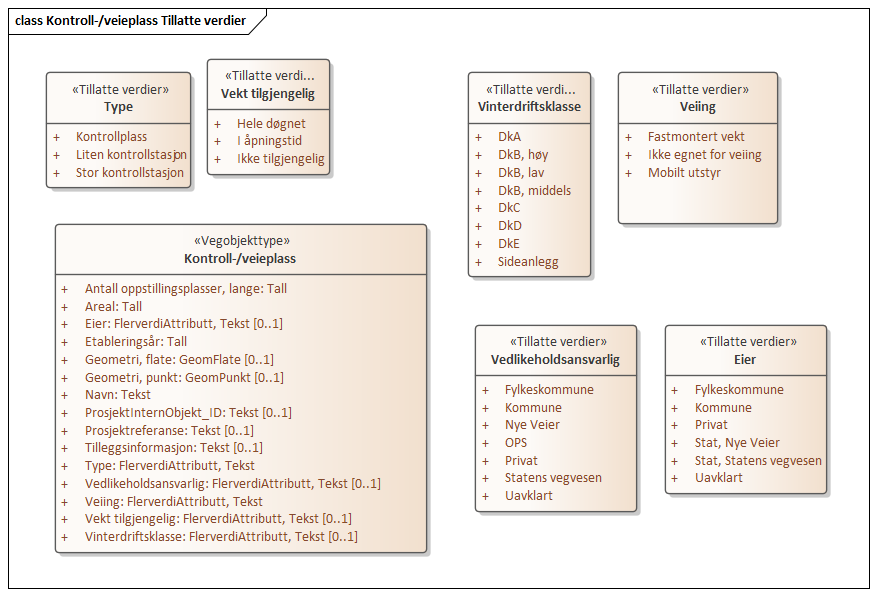 class Kontroll-/veieplass Tillatte verdier
«Tillatte verdier»
Type
+ Kontrollplass
+ Liten kontrollstasjon
+ Stor kontrollstasjon
«Tillatte verdi...
Vekt tilgjengelig
+ Hele døgnet
+ I åpningstid
+ Ikke tilgjengelig
«Tillatte verdi...
Vinterdriftsklasse
+ DkA
+ DkB, høy
+ DkB, lav
+ DkB, middels
+ DkC
+ DkD
+ DkE
+ Sideanlegg
«Tillatte verdier»
Veiing
+ Fastmontert vekt
+ Ikke egnet for veiing
+ Mobilt utstyr
«Vegobjekttype»
Kontroll-/veieplass
+ Antall oppstillingsplasser, lange: Tall
+ Areal: Tall
+ Eier: FlerverdiAttributt, Tekst [0..1]
+ Etableringsår: Tall
+ Geometri, flate: GeomFlate [0..1]
+ Geometri, punkt: GeomPunkt [0..1]
+ Navn: Tekst
+ ProsjektInternObjekt_ID: Tekst [0..1]
+ Prosjektreferanse: Tekst [0..1]
+ Tilleggsinformasjon: Tekst [0..1]
+ Type: FlerverdiAttributt, Tekst
+ Vedlikeholdsansvarlig: FlerverdiAttributt, Tekst [0..1]
+ Veiing: FlerverdiAttributt, Tekst
+ Vekt tilgjengelig: FlerverdiAttributt, Tekst [0..1]
+ Vinterdriftsklasse: FlerverdiAttributt, Tekst [0..1]
«Tillatte verdier»
Vedlikeholdsansvarlig
+ Fylkeskommune
+ Kommune
+ Nye Veier
+ OPS
+ Privat
+ Statens vegvesen
+ Uavklart
«Tillatte verdier»
Eier
+ Fylkeskommune
+ Kommune
+ Privat
+ Stat, Nye Veier
+ Stat, Statens vegvesen
+ Uavklart